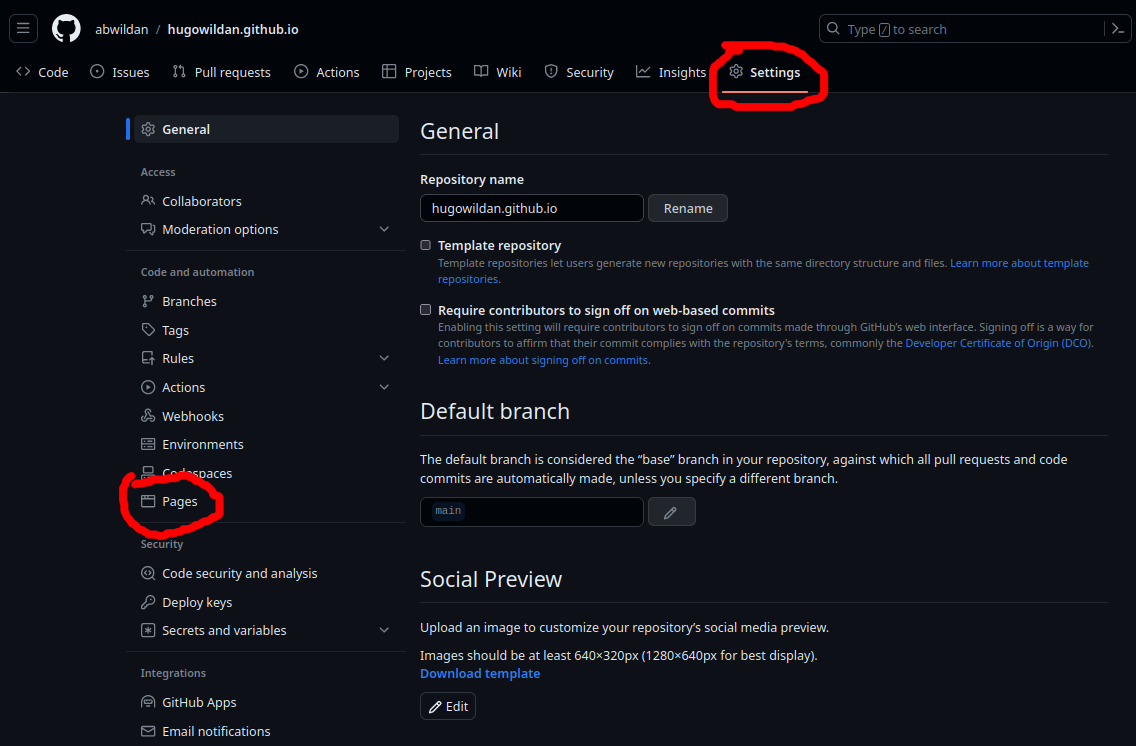 abwildan / hugowildan.github.io
Type / to search
Code Issues Pull requests Actions Projects Wiki Security Insights Settings
General
Access
Collaborators
Moderation options
Code and automation
Branches
Tags
Rules
Actions
Webhooks
Environments
Codespaces
Pages
Security
Code security and analysis
Deploy keys
Secrets and variables
Integrations
GitHub Apps
Email notifications
General
Repository name
hugowildan.github.io Rename
Template repository
Template repositories let users generate new repositories with the same directory structure and files. Learn more about template
repositories.
Require contributors to sign off on web-based commits
Enabling this setting will require contributors to sign off on commits made through GitHub's web interface. Signing off is a way for
contributors to affirm that their commit complies with the repository's terms, commonly the Developer Certificate of Origin (DCO).
Learn more about signing off on commits.
Default branch
The default branch is considered the “base” branch in your repository, against which all pull requests and code
commits are automatically made, unless you specify a different branch.
main
Social Preview
Upload an image to customize your repository's social media preview.
Images should be at least 640×320px (1280×640px for best display).
Download template
Edit